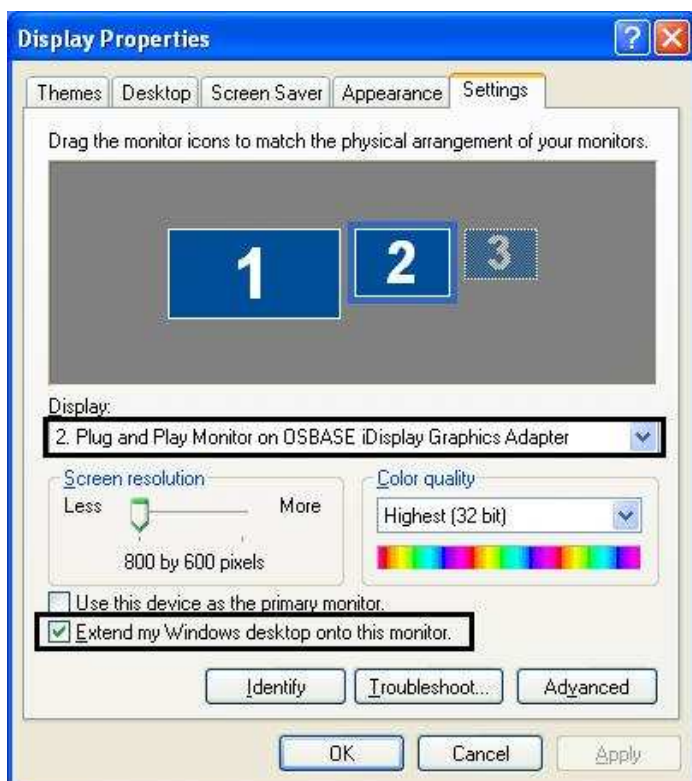 Display Properties
Themes Desktop Screen Saver Appearance Settings
Drag the monitor icons to match the physical arrangement of your monitors.
1 2 3
Display:
2. Plug and Play Monitor on OSBASE iDisplay Graphics Adapter
Screen resolution
Less More
800 by 600 pixels
Color quality
Highest (32 bit)
Use this device as the primary monitor.
Extend my Windows desktop onto this monitor.
Identify Troubleshoot... Advanced
OK Cancel Apply